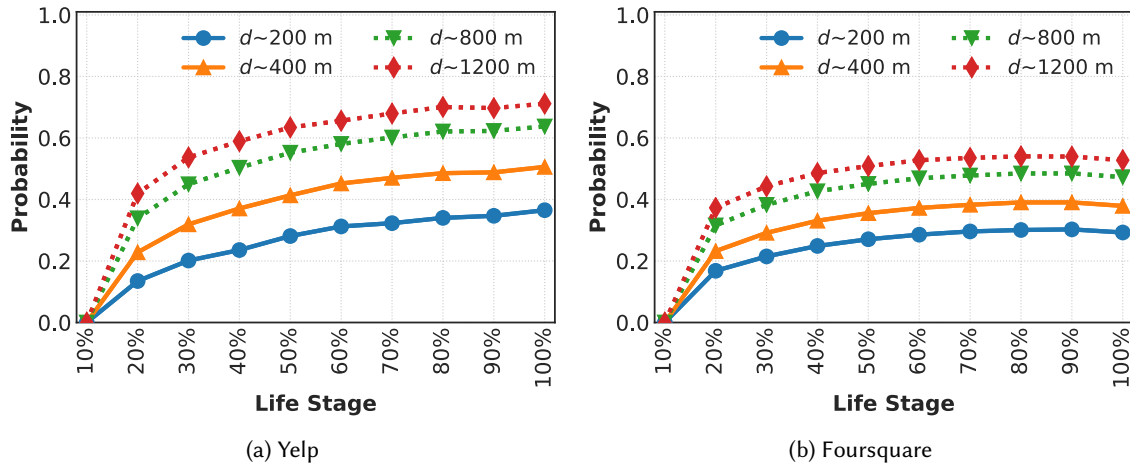 1.0
0.8
0.6
0.4
0.2
0.0
Probability
d~200 m
d~400 m
d~800 m
d~1200 m
10%
20%
30%
40%
50%
60%
70%
80%
90%
100%
Life Stage
(a) Yelp
1.0
0.8
0.6
0.4
0.2
0.0
Probability
d~200 m
d~400 m
d~800 m
d~1200 m
10%
20%
30%
40%
50%
60%
70%
80%
90%
100%
Life Stage
(b) Foursquare